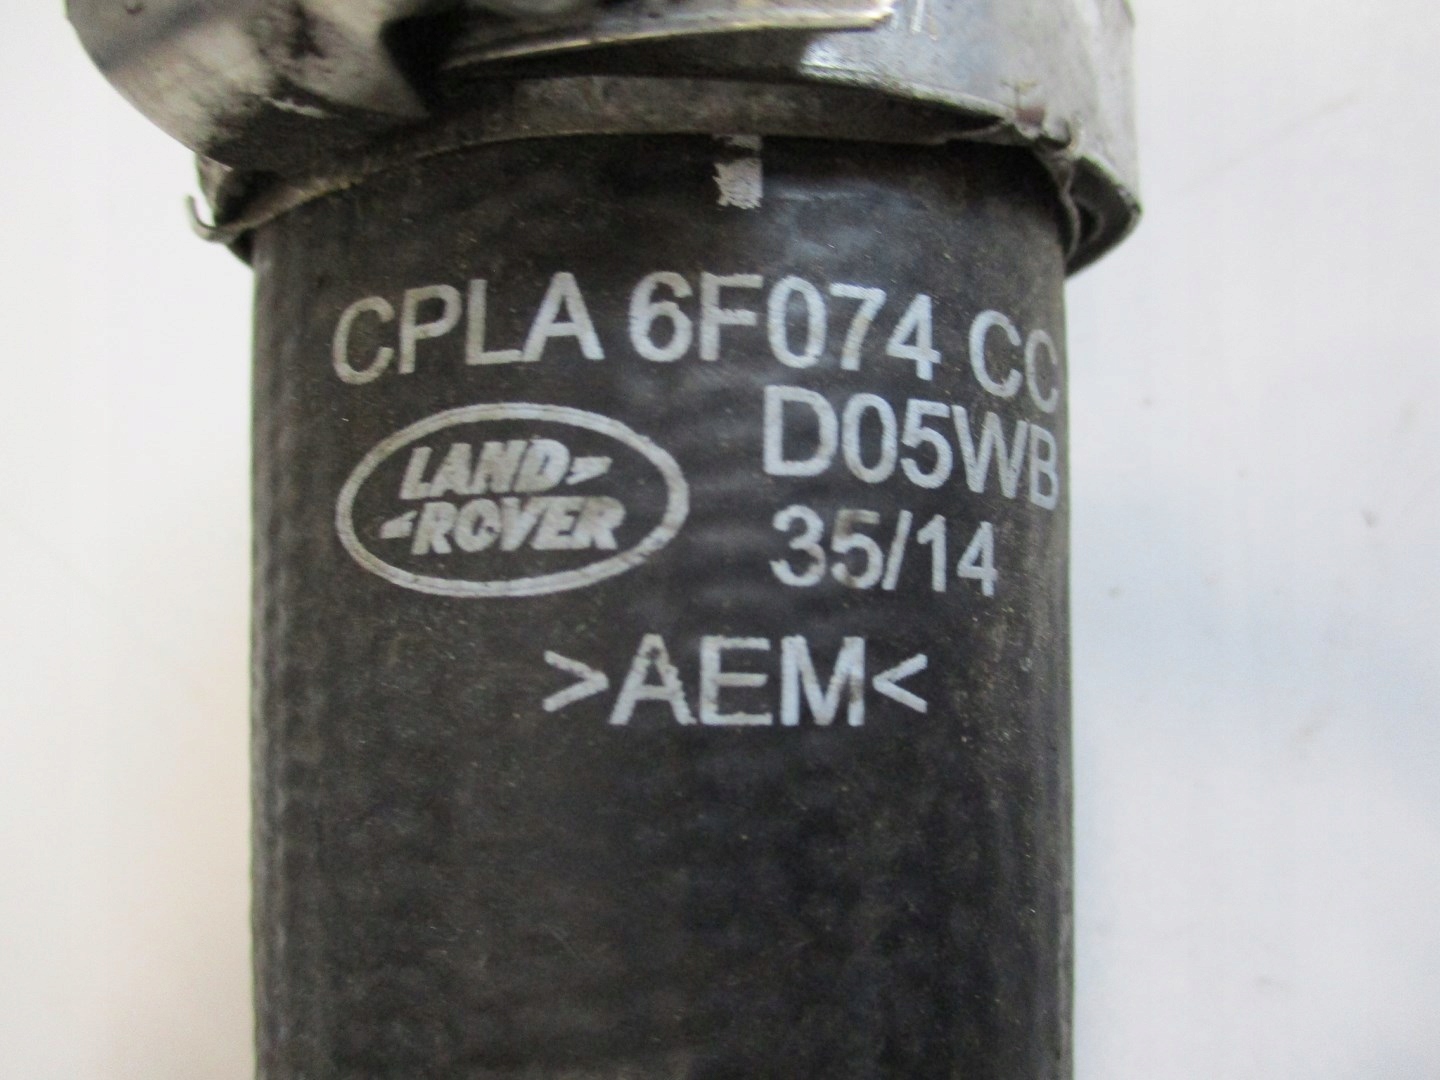 CPLA 6F074 CC
D05WB
LAND
ROVER
35/14
>AEM<